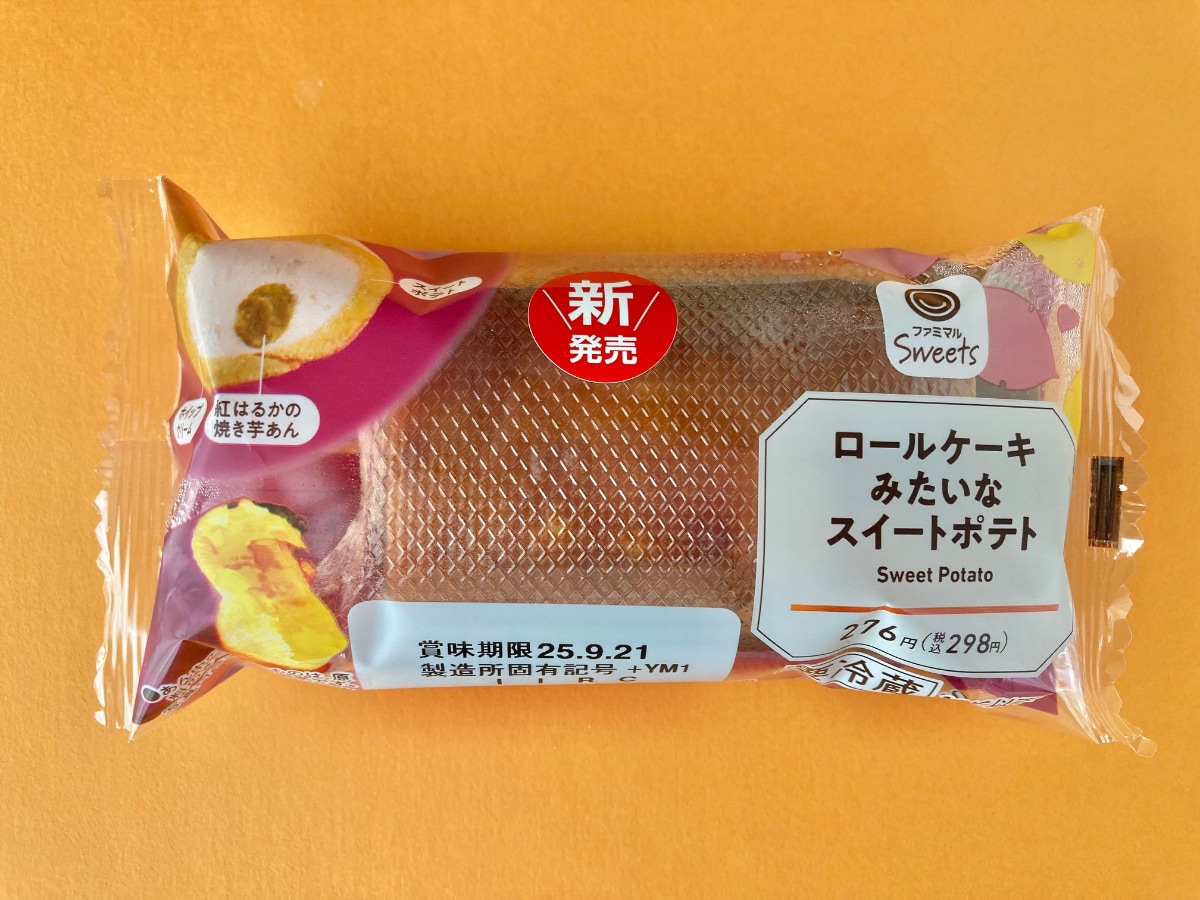 スイート
ポテト
新
発売
ファミマル
Sweets
ホイップ
クリーム
紅はるかの
焼き芋あん
ロールケーキ
みたいな
スイートポテト
Sweet Potato
276円(税込298円)
賞味期限25.9.21
製造所固有記号 +YM1
冷蔵